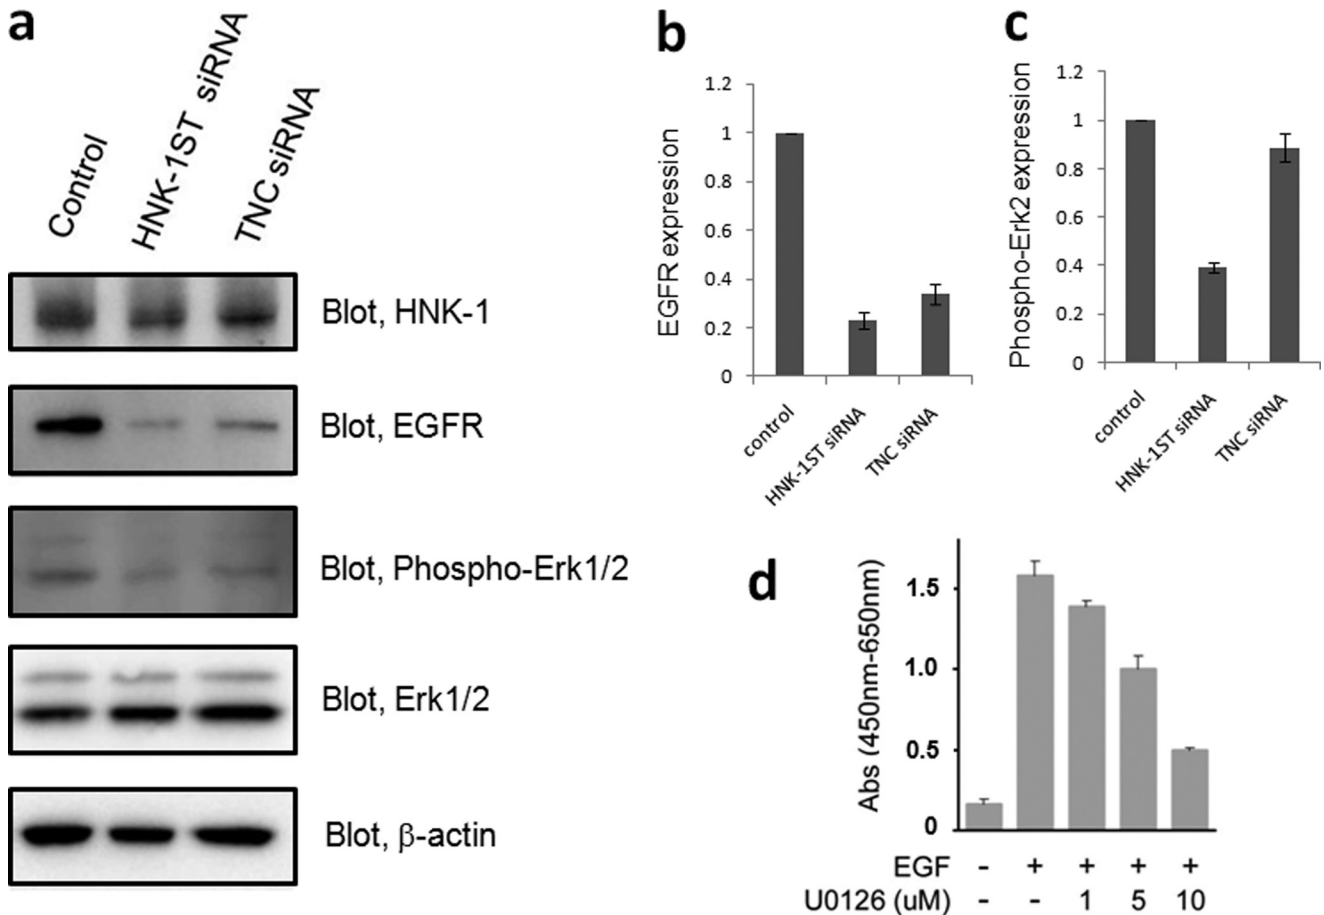 a
Control
HNK-1ST siRNA
TNC siRNA
Blot, HNK-1
Blot, EGFR
Blot, Phospho-Erk1/2
Blot, Erk1/2
Blot, β-actin
b
EGFR expression
1.2
1
0.8
0.6
0.4
0.2
0
control
HNK-1ST siRNA
TNC siRNA
c
Phospho-Erk2 expression
1.2
1
0.8
0.6
0.4
0.2
0
control
HNK-1ST siRNA
TNC siRNA
d
Abs (450nm-650nm)
1.5
1.0
0.5
0
EGF - + + + +
U0126 (uM) - - 1 5 10